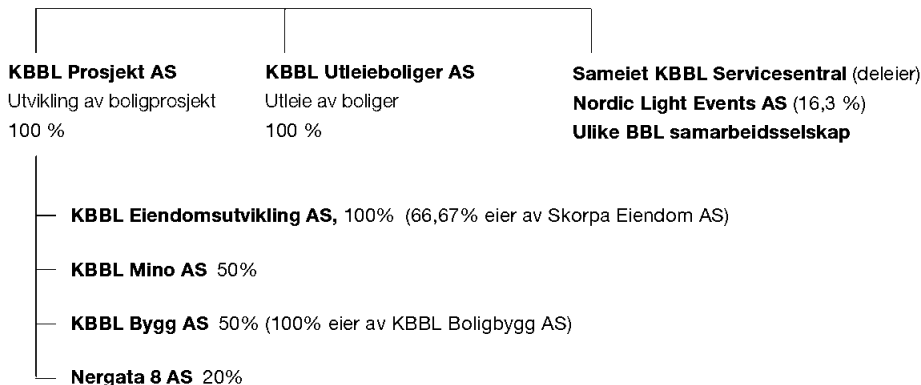 KBBL Prosjekt AS
Utvikling av boligprosjekt
100 %
KBBL Utleieboliger AS
Utleie av boliger
100 %
Sameiet KBBL Servicesentral (deleier)
Nordic Light Events AS (16,3 %)
Ulike BBL samarbeidsselskap
KBBL Eiendomsutvikling AS, 100% (66,67% eier av Skorpa Eiendom AS)
KBBL Mino AS 50%
KBBL Bygg AS 50% (100% eier av KBBL Boligbygg AS)
Nergata 8 AS 20%